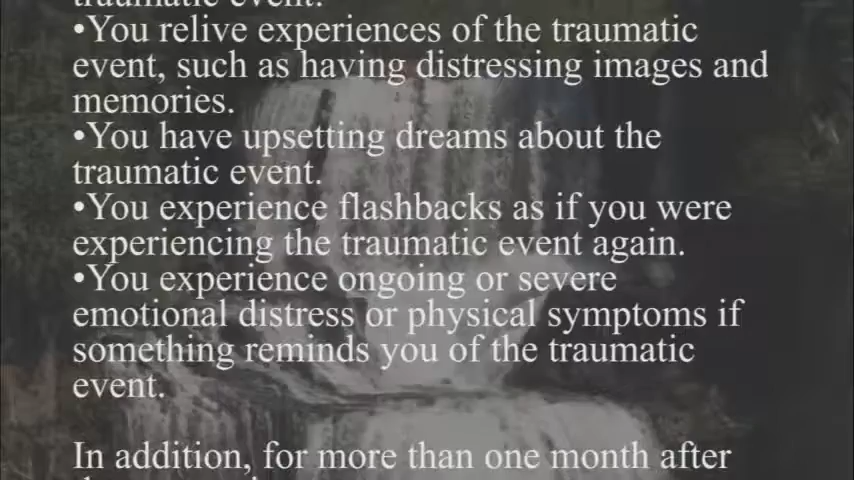 traumatic event.
•You relive experiences of the traumatic
event, such as having distressing images and
memories.
•You have upsetting dreams about the
traumatic event.
•You experience flashbacks as if you were
experiencing the traumatic event again.
•You experience ongoing or severe
emotional distress or physical symptoms if
something reminds you of the traumatic
event.
In addition, for more than one month after